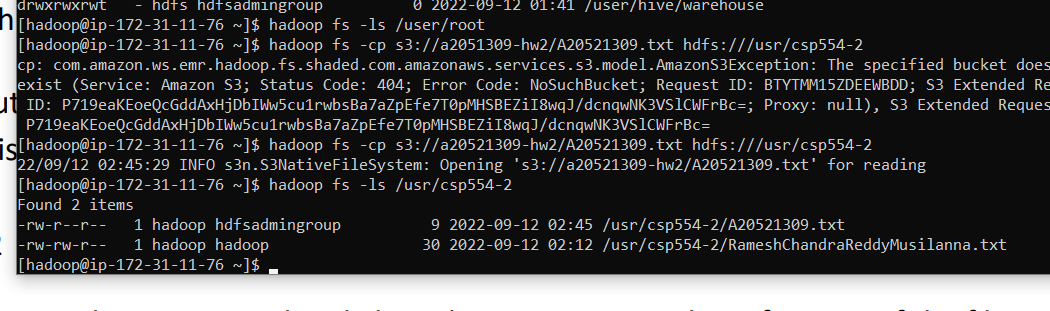 drwxrwxrwt   - hdfs hdfsadmingroup          0 2022-09-12 01:41 /user/hive/warehouse
[hadoop@ip-172-31-11-76 ~]$ hadoop fs -ls /user/root
[hadoop@ip-172-31-11-76 ~]$ hadoop fs -cp s3://a2051309-hw2/A20521309.txt hdfs:///usr/csp554-2
cp: com.amazon.ws.emr.hadoop.fs.shaded.com.amazonaws.services.s3.model.AmazonS3Exception: The specified bucket does
exist (Service: Amazon S3; Status Code: 404; Error Code: NoSuchBucket; Request ID: BTYTMM15ZDEEWBDD; S3 Extended Re
ID: P719eaKEoeQcGddAxHjDbIWw5cu1rwbsBa7aZpEfe7T0pMHSBEZiI8wqJ/dcnqwNK3VSlCWFrBc=; Proxy: null), S3 Extended Reques
P719eaKEoeQcGddAxHjDbIWw5cu1rwbsBa7aZpEfe7T0pMHSBEZiI8wqJ/dcnqwNK3VSlCWFrBc=
[hadoop@ip-172-31-11-76 ~]$ hadoop fs -cp s3://a20521309-hw2/A20521309.txt hdfs:///usr/csp554-2
22/09/12 02:45:29 INFO s3n.S3NativeFileSystem: Opening 's3://a20521309-hw2/A20521309.txt' for reading
[hadoop@ip-172-31-11-76 ~]$ hadoop fs -ls /usr/csp554-2
Found 2 items
-rw-r--r--   1 hadoop hdfsadmingroup          9 2022-09-12 02:45 /usr/csp554-2/A20521309.txt
-rw-rw-r--   1 hadoop hadoop                 30 2022-09-12 02:12 /usr/csp554-2/RameshChandraReddyMusilanna.txt
[hadoop@ip-172-31-11-76 ~]$